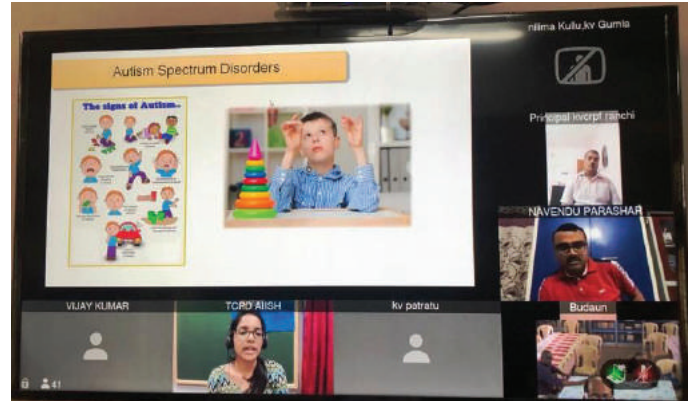 Autism Spectrum Disorders
The signs of Autism..
nilima Kullu,kv Gumla
Principal kvcrpf ranchi
NAVENDU PARASHAR
VIJAY KUMAR
TCPD AIISH
kv patratu
Budaun
41